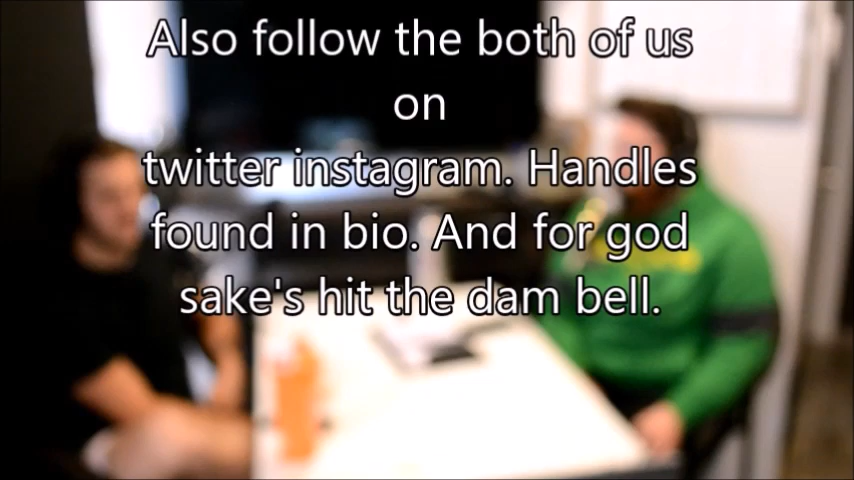 Also follow the both of us
on
twitter instagram. Handles
found in bio. And for god
sake's hit the dam bell.